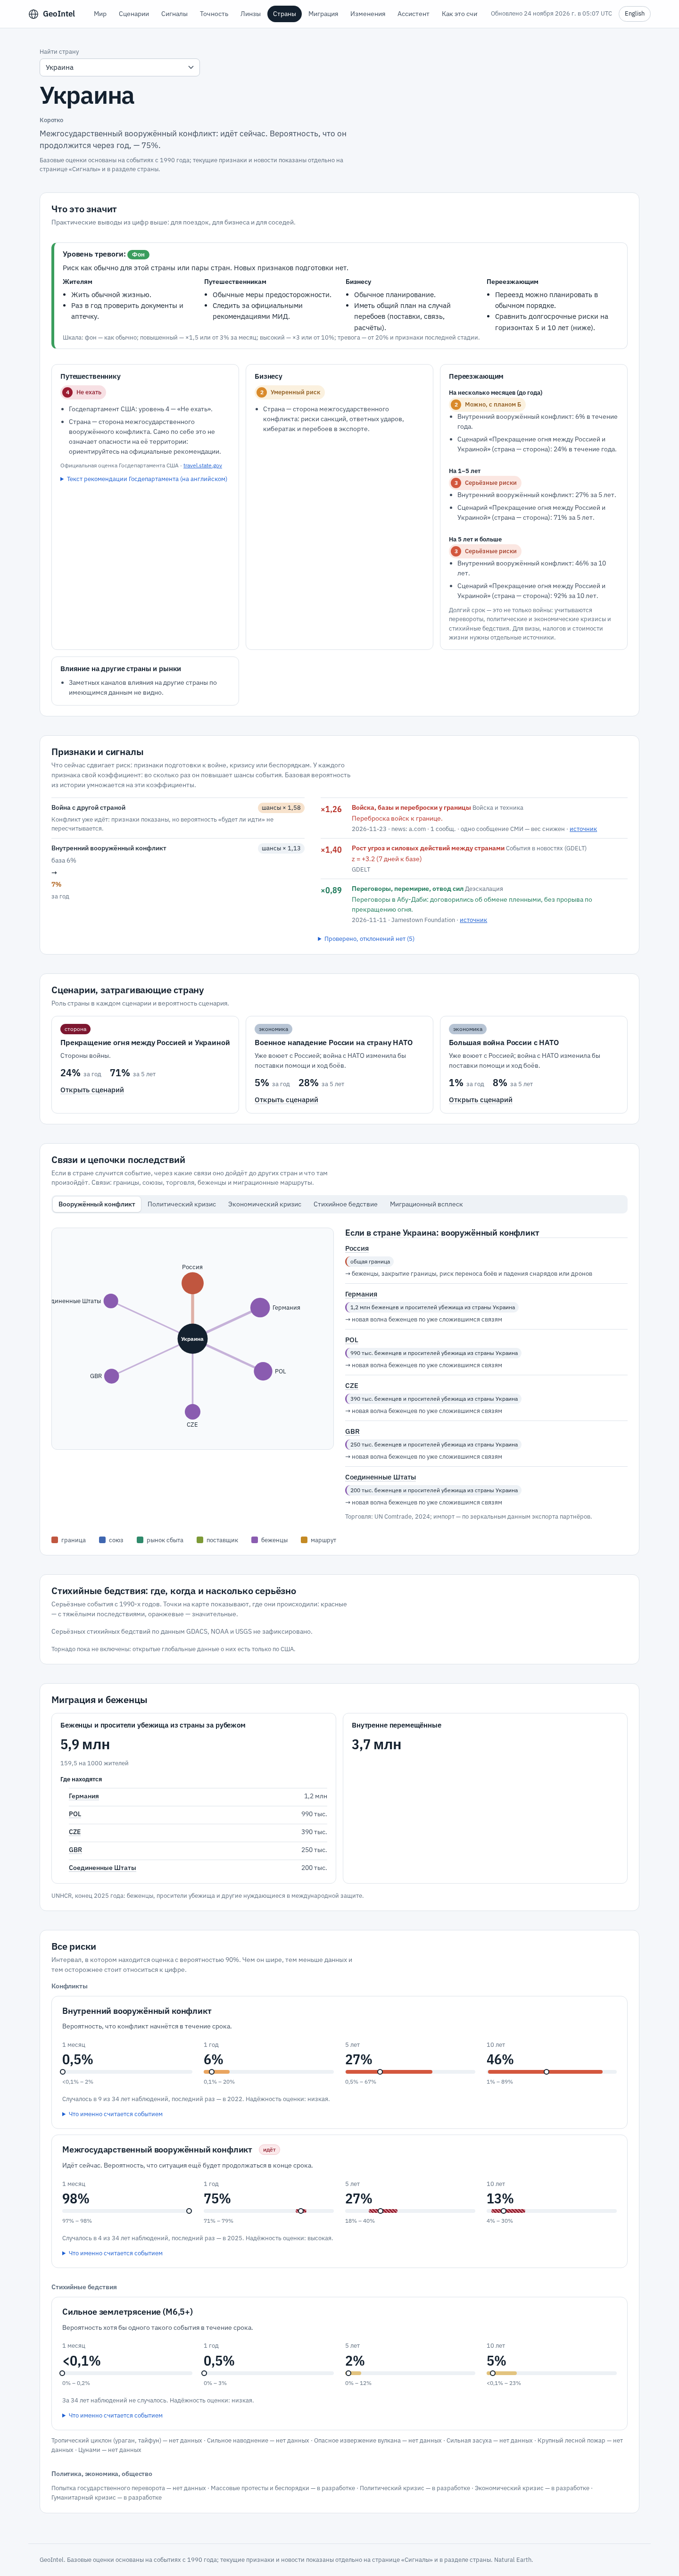 GeoIntel
Мир Сценарии Сигналы Точность Линзы Страны Миграция Изменения Ассистент Как это счи
Обновлено 24 ноября 2026 г. в 05:07 UTC
English
Найти страну
Украина
Украина
Коротко
Межгосударственный вооружённый конфликт: идёт сейчас. Вероятность, что он
продолжится через год, — 75%.
Базовые оценки основаны на событиях с 1990 года; текущие признаки и новости показаны отдельно на
странице «Сигналы» и в разделе страны.
Что это значит
Практические выводы из цифр выше: для поездок, для бизнеса и для соседей.
Уровень тревоги: Фон
Риск как обычно для этой страны или пары стран. Новых признаков подготовки нет.
Жителям
Жить обычной жизнью.
Раз в год проверить документы и
аптечку.
Путешественникам
Обычные меры предосторожности.
Следить за официальными
рекомендациями МИД.
Бизнесу
Обычное планирование.
Иметь общий план на случай
перебоев (поставки, связь,
расчёты).
Переезжающим
Переезд можно планировать в
обычном порядке.
Сравнить долгосрочные риски на
горизонтах 5 и 10 лет (ниже).
Шкала: фон — как обычно; повышенный — ×1,5 или от 3% за месяц; высокий — ×3 или от 10%; тревога — от 20% и признаки последней стадии.
Путешественнику
4 Не ехать
Госдепартамент США: уровень 4 — «Не ехать».
Страна — сторона межгосударственного
вооружённого конфликта. Само по себе это не
означает опасности на её территории:
ориентируйтесь на официальные рекомендации.
Официальная оценка Госдепартамента США · travel.state.gov
Текст рекомендации Госдепартамента (на английском)
Бизнесу
2 Умеренный риск
Страна — сторона межгосударственного
конфликта: риски санкций, ответных ударов,
кибератак и перебоев в экспорте.
Переезжающим
На несколько месяцев (до года)
2 Можно, с планом Б
Внутренний вооружённый конфликт: 6% в течение
года.
Сценарий «Прекращение огня между Россией и
Украиной» (страна — сторона): 24% в течение года.
На 1–5 лет
3 Серьёзные риски
Внутренний вооружённый конфликт: 27% за 5 лет.
Сценарий «Прекращение огня между Россией и
Украиной» (страна — сторона): 71% за 5 лет.
На 5 лет и больше
3 Серьёзные риски
Внутренний вооружённый конфликт: 46% за 10
лет.
Сценарий «Прекращение огня между Россией и
Украиной» (страна — сторона): 92% за 10 лет.
Долгий срок — это не только войны: учитываются
перевороты, политические и экономические кризисы и
стихийные бедствия. Для визы, налогов и стоимости
жизни нужны отдельные источники.
Влияние на другие страны и рынки
Заметных каналов влияния на другие страны по
имеющимся данным не видно.
Признаки и сигналы
Что сейчас сдвигает риск: признаки подготовки к войне, кризису или беспорядкам. У каждого
признака свой коэффициент: во сколько раз он повышает шансы события. Базовая вероятность
из истории умножается на эти коэффициенты.
Война с другой страной
шансы × 1,58
Конфликт уже идёт: признаки показаны, но вероятность «будет ли идти» не
пересчитывается.
Внутренний вооружённый конфликт
шансы × 1,13
база 6%
→
7%
за год
×1,26
Войска, базы и переброски у границы Войска и техника
Переброска войск к границе.
2026-11-23 · news: a.com · 1 сообщ. · одно сообщение СМИ — вес снижен · источник
×1,40
Рост угроз и силовых действий между странами События в новостях (GDELT)
z = +3.2 (7 дней к базе)
GDELT
×0,89
Переговоры, перемирие, отвод сил Деэскалация
Переговоры в Абу-Даби: договорились об обмене пленными, без прорыва по
прекращению огня.
2026-11-11 · Jamestown Foundation · источник
Проверено, отклонений нет (5)
Сценарии, затрагивающие страну
Роль страны в каждом сценарии и вероятность сценария.
сторона
Прекращение огня между Россией и Украиной
Стороны войны.
24% за год 71% за 5 лет
Открыть сценарий
экономика
Военное нападение России на страну НАТО
Уже воюет с Россией; война с НАТО изменила бы
поставки помощи и ход боёв.
5% за год 28% за 5 лет
Открыть сценарий
экономика
Большая война России с НАТО
Уже воюет с Россией; война с НАТО изменила бы
поставки помощи и ход боёв.
1% за год 8% за 5 лет
Открыть сценарий
Связи и цепочки последствий
Если в стране случится событие, через какие связи оно дойдёт до других стран и что там
произойдёт. Связи: границы, союзы, торговля, беженцы и миграционные маршруты.
Вооружённый конфликт Политический кризис Экономический кризис Стихийное бедствие Миграционный всплеск
Россия
диненные Штаты
Германия
Украина
GBR
POL
CZE
Если в стране Украина: вооружённый конфликт
Россия
общая граница
→ беженцы, закрытие границы, риск переноса боёв и падения снарядов или дронов
Германия
1,2 млн беженцев и просителей убежища из страны Украина
→ новая волна беженцев по уже сложившимся связям
POL
990 тыс. беженцев и просителей убежища из страны Украина
→ новая волна беженцев по уже сложившимся связям
CZE
390 тыс. беженцев и просителей убежища из страны Украина
→ новая волна беженцев по уже сложившимся связям
GBR
250 тыс. беженцев и просителей убежища из страны Украина
→ новая волна беженцев по уже сложившимся связям
Соединенные Штаты
200 тыс. беженцев и просителей убежища из страны Украина
→ новая волна беженцев по уже сложившимся связям
Торговля: UN Comtrade, 2024; импорт — по зеркальным данным экспорта партнёров.
граница союз рынок сбыта поставщик беженцы маршрут
Стихийные бедствия: где, когда и насколько серьёзно
Серьёзные события с 1990-х годов. Точки на карте показывают, где они происходили: красные
— с тяжёлыми последствиями, оранжевые — значительные.
Серьёзных стихийных бедствий по данным GDACS, NOAA и USGS не зафиксировано.
Торнадо пока не включены: открытые глобальные данные о них есть только по США.
Миграция и беженцы
Беженцы и просители убежища из страны за рубежом
5,9 млн
159,5 на 1000 жителей
Где находятся
Германия 1,2 млн
POL 990 тыс.
CZE 390 тыс.
GBR 250 тыс.
Соединенные Штаты 200 тыс.
Внутренне перемещённые
3,7 млн
UNHCR, конец 2025 года: беженцы, просители убежища и другие нуждающиеся в международной защите.
Все риски
Интервал, в котором находится оценка с вероятностью 90%. Чем он шире, тем меньше данных и
тем осторожнее стоит относиться к цифре.
Конфликты
Внутренний вооружённый конфликт
Вероятность, что конфликт начнётся в течение срока.
1 месяц 1 год 5 лет 10 лет
0,5% 6% 27% 46%
<0,1% – 2% 0,1% – 20% 0,5% – 67% 1% – 89%
Случалось в 9 из 34 лет наблюдений, последний раз — в 2022. Надёжность оценки: низкая.
Что именно считается событием
Межгосударственный вооружённый конфликт идёт
Идёт сейчас. Вероятность, что ситуация ещё будет продолжаться в конце срока.
1 месяц 1 год 5 лет 10 лет
98% 75% 27% 13%
97% – 98% 71% – 79% 18% – 40% 4% – 30%
Случалось в 4 из 34 лет наблюдений, последний раз — в 2025. Надёжность оценки: высокая.
Что именно считается событием
Стихийные бедствия
Сильное землетрясение (M6,5+)
Вероятность хотя бы одного такого события в течение срока.
1 месяц 1 год 5 лет 10 лет
<0,1% 0,5% 2% 5%
0% – 0,2% 0% – 3% 0% – 12% <0,1% – 23%
За 34 лет наблюдений не случалось. Надёжность оценки: низкая.
Что именно считается событием
Тропический циклон (ураган, тайфун) — нет данных · Сильное наводнение — нет данных · Опасное извержение вулкана — нет данных · Сильная засуха — нет данных · Крупный лесной пожар — нет
данных · Цунами — нет данных
Политика, экономика, общество
Попытка государственного переворота — нет данных · Массовые протесты и беспорядки — в разработке · Политический кризис — в разработке · Экономический кризис — в разработке ·
Гуманитарный кризис — в разработке
GeoIntel. Базовые оценки основаны на событиях с 1990 года; текущие признаки и новости показаны отдельно на странице «Сигналы» и в разделе страны. Natural Earth.